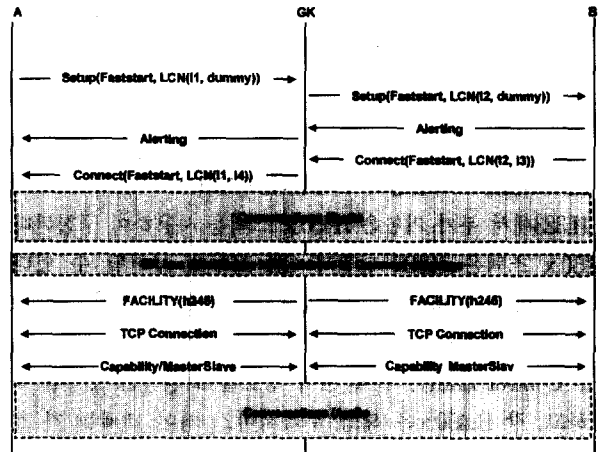 A GK B
Setup(Faststart, LCN(l1, dummy))
Setup(Faststart, LCN(l2, dummy))
Alerting
Alerting
Connect(Faststart, LCN(l2, l3))
Connect(Faststart, LCN(l1, l4))
FACILITY(h245) FACILITY(h245)
TCP Connection TCP Connection
Capability/MasterSlave Capability MasterSlav